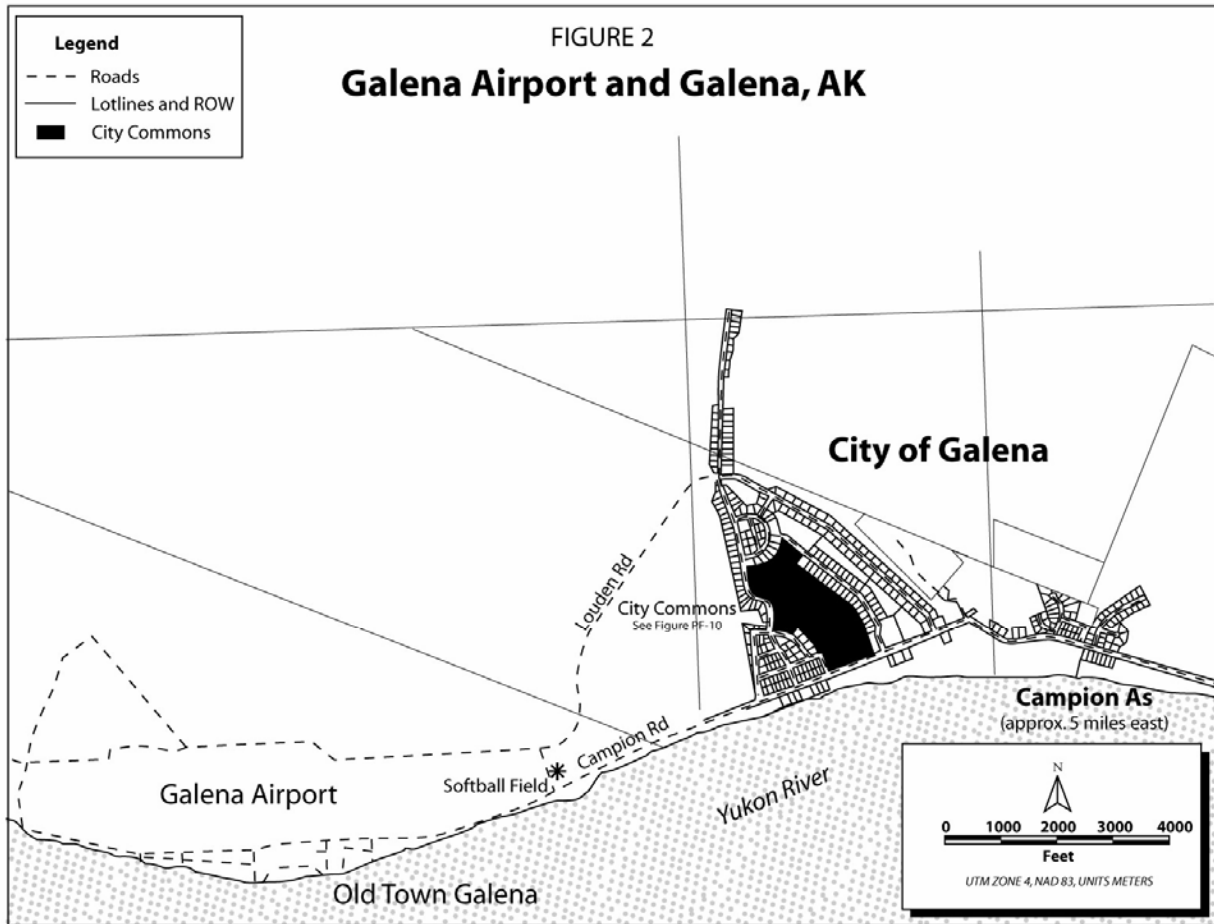 FIGURE 2
Galena Airport and Galena, AK
Legend
Roads
Lotlines and ROW
City Commons
City of Galena
Louden Rd
City Commons
See Figure PF-10
Campion Rd
Softball Field
Galena Airport
Yukon River
Old Town Galena
Campion As
(approx. 5 miles east)
N
0 1000 2000 3000 4000
Feet
UTM ZONE 4, NAD 83, UNITS METERS